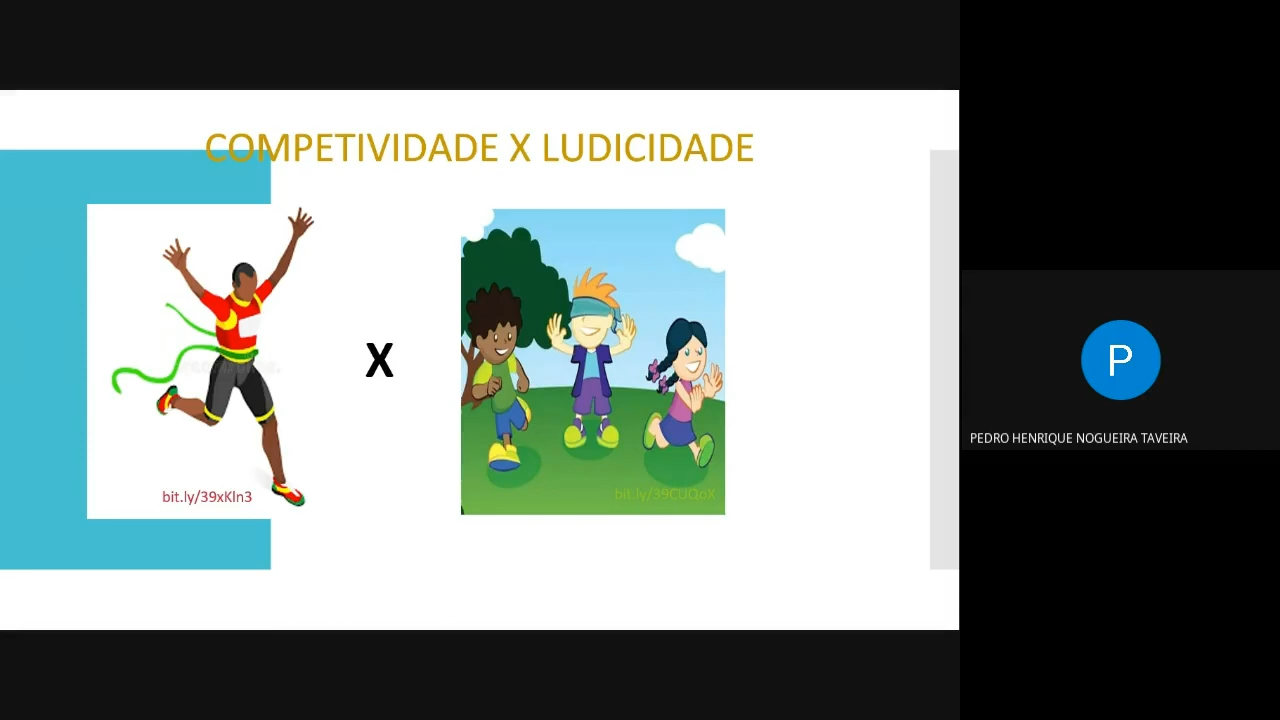 COMPETIVIDADE X LUDICIDADE
X
bit.ly/39xKln3
bit.ly/39CUQoX
P
PEDRO HENRIQUE NOGUEIRA TAVEIRA